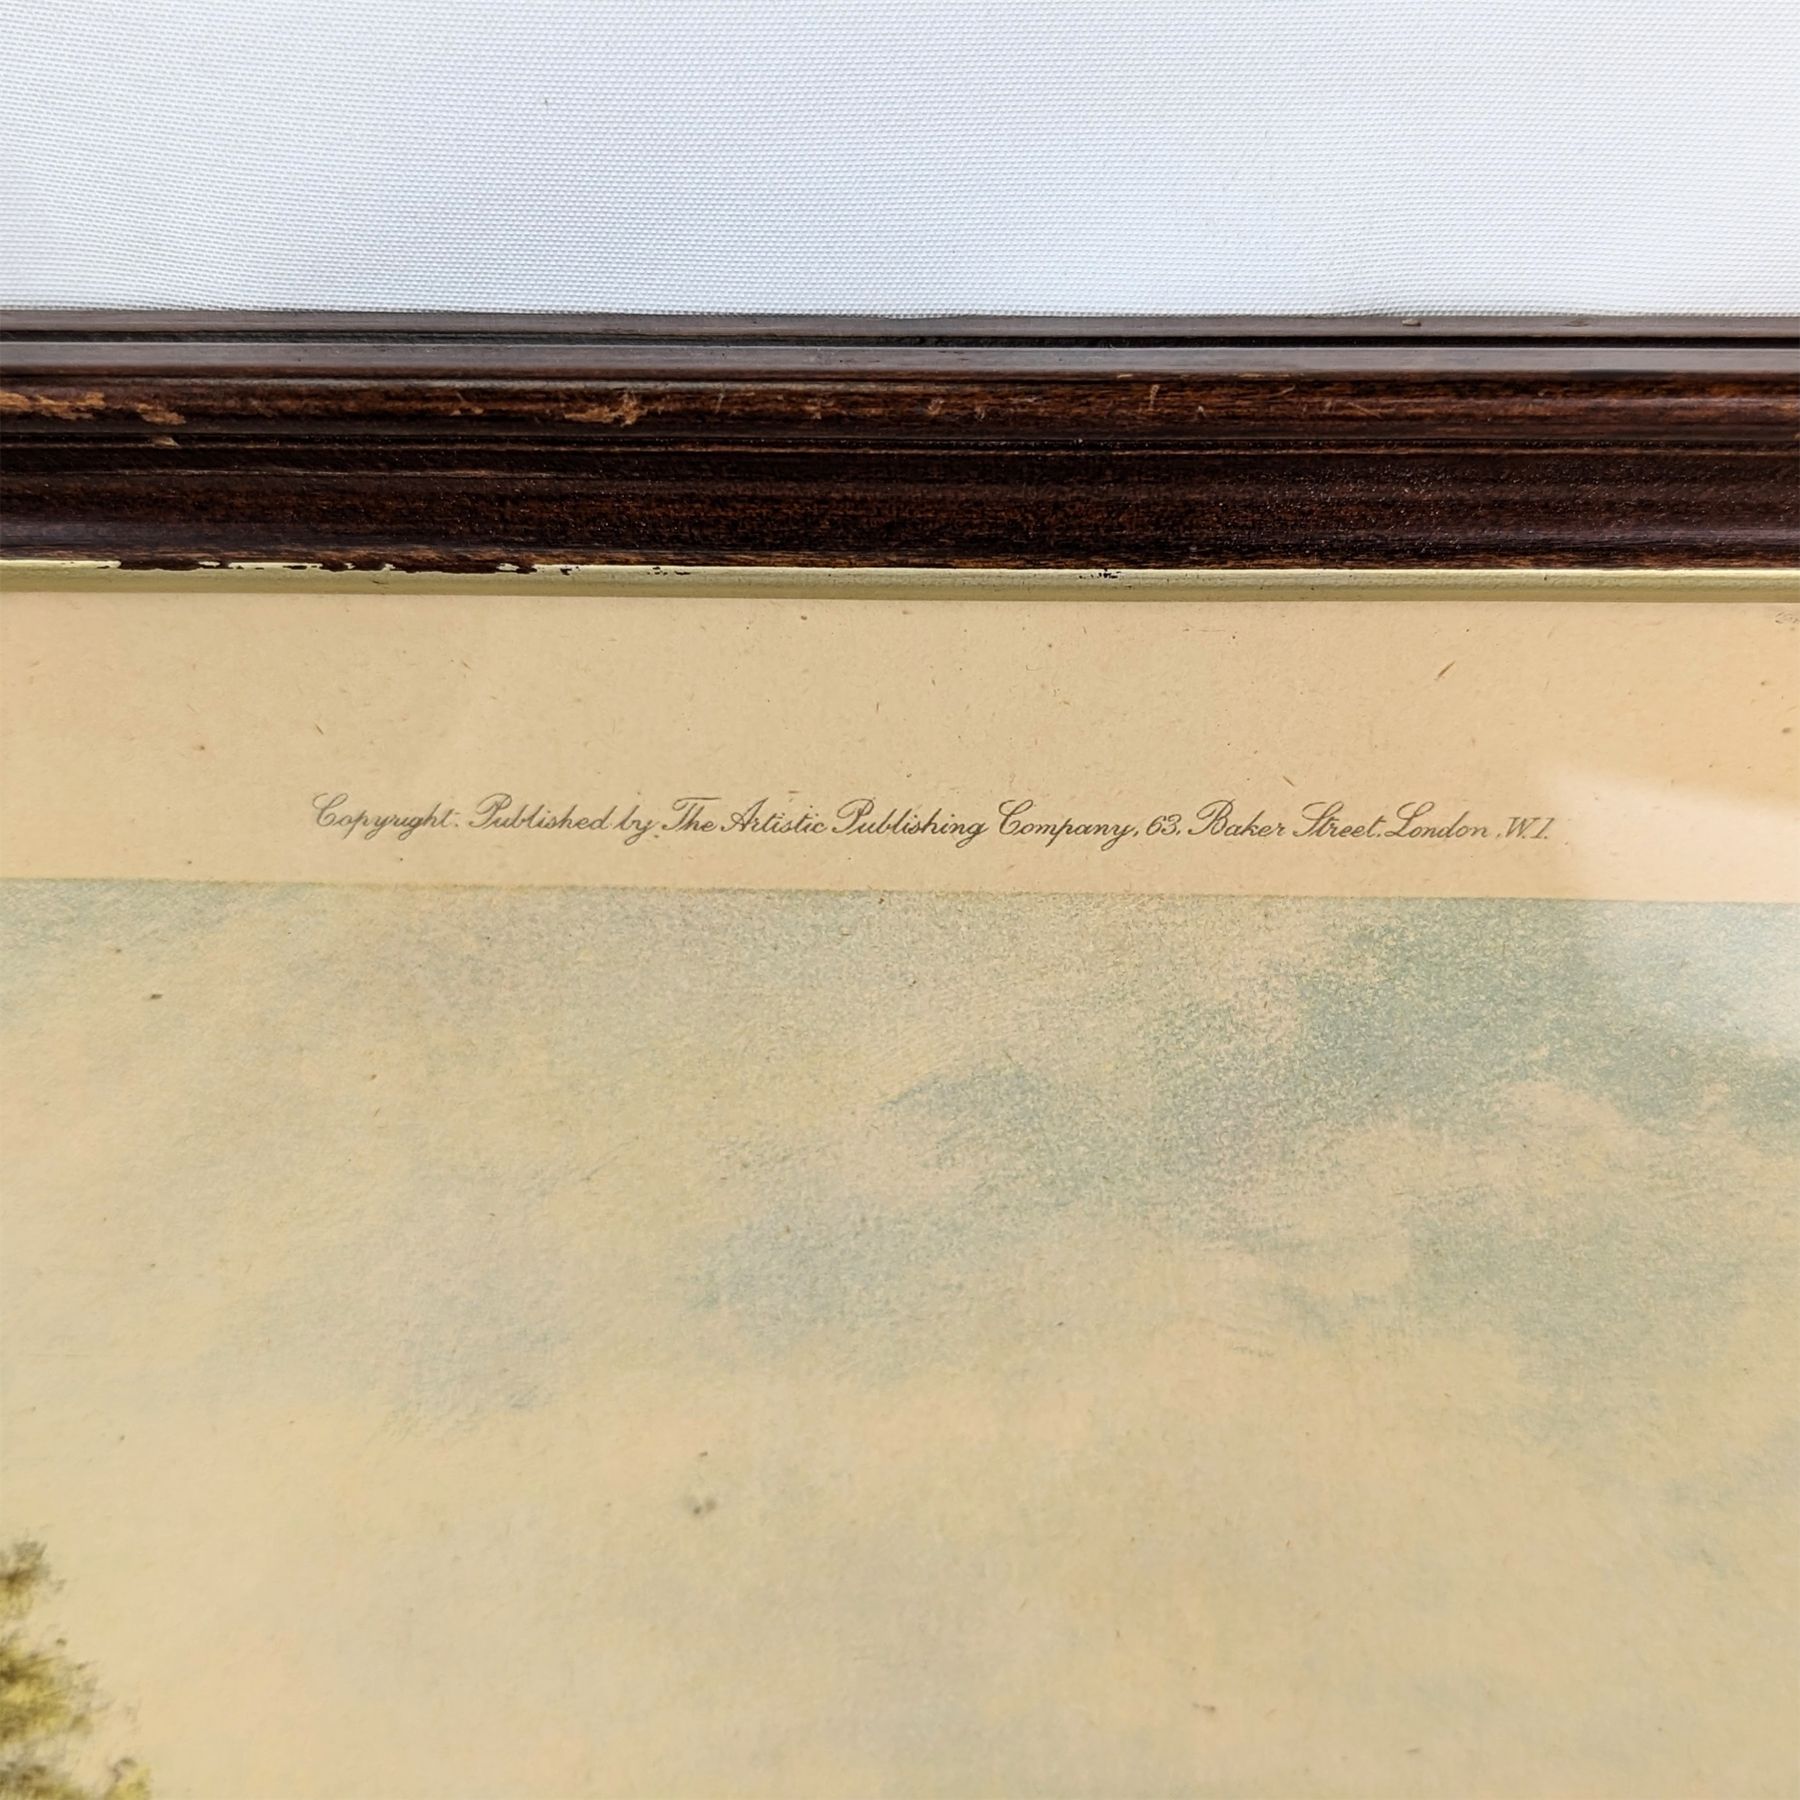 Copyright. Published by The Artistic Publishing Company, 63, Baker Street, London. W.1.